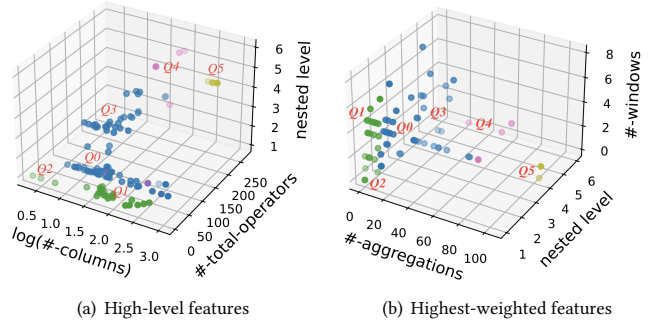 6
5
4
3
2
1
nested level
Q4
Q5
Q3
Q0
Q2
Q1
0.5
1.0
1.5
2.0
2.5
3.0
log(#-columns)
0
50
100
150
200
250
#-total-operators
(a) High-level features
8
6
4
2
0
#-windows
Q1
Q0
Q3
Q4
Q5
Q2
0
20
40
60
80
100
#-aggregations
1
2
3
4
5
6
nested level
(b) Highest-weighted features